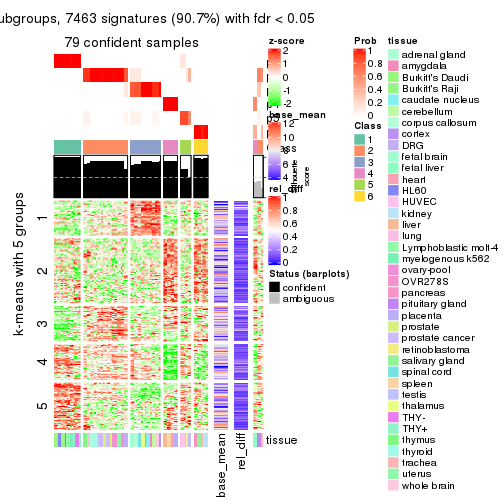 ubgroups, 7463 signatures (90.7%) with fdr < 0.05
79 confident samples
k-means with 5 groups
1
2
3
4
5
base_mean
rel_diff
tissue
z-score
2
1
0
-1
-2
base_mean
12
10
8
6
4
rel_diff
1
0.8
0.6
0.4
0.2
0
Status (barplots)
confident
ambiguous
silhouette
score
Prob
1
0.8
0.6
0.4
0.2
0
Class
1
2
3
4
5
6
tissue
adrenal gland
amygdala
Burkitt's Daudi
Burkitt's Raji
caudate nucleus
cerebellum
corpus callosum
cortex
DRG
fetal brain
fetal liver
heart
HL60
HUVEC
kidney
liver
lung
Lymphoblastic molt-4
myelogenous k562
ovary-pool
OVR278S
pancreas
pituitary gland
placenta
prostate
prostate cancer
retinoblastoma
salivary gland
spinal cord
spleen
testis
thalamus
THY-
THY+
thymus
thyroid
trachea
uterus
whole brain